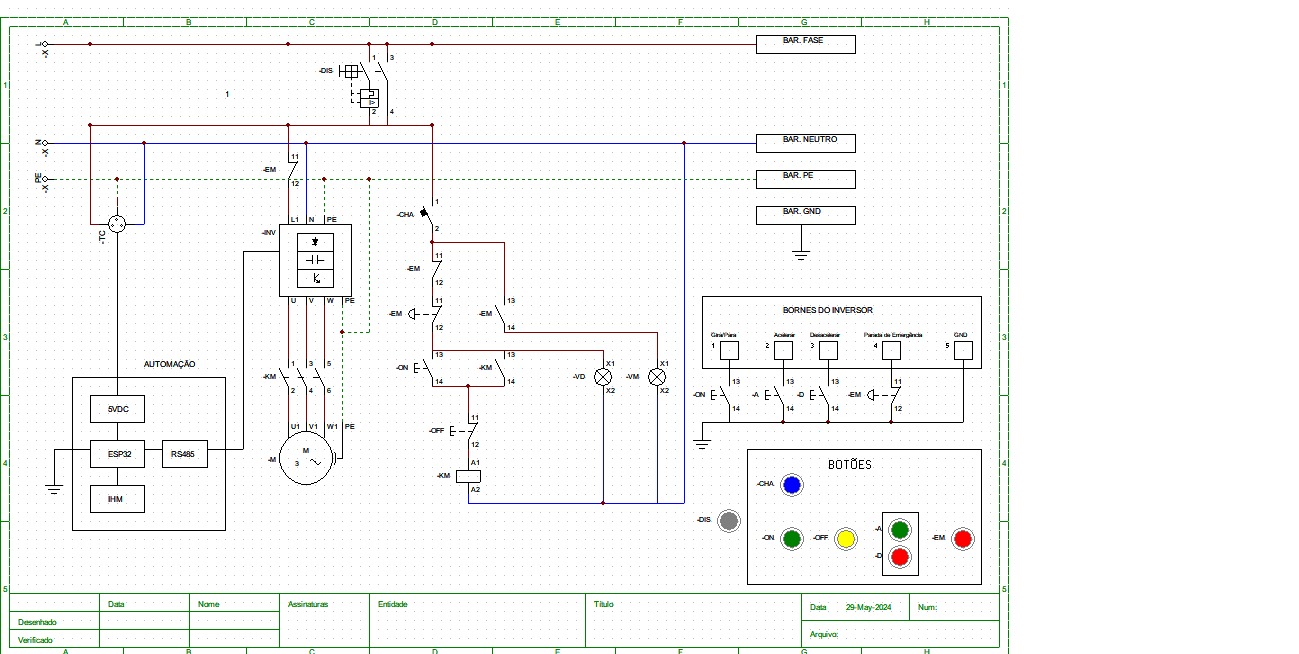 A B C D E F G H
L
-X
BAR. FASE
1 3
-DIS
1
1
1
I>
2 4
N
-X
BAR. NEUTRO
11
-EM
12
PE
-X
BAR. PE
-TC
1
-CHA
2
BAR. GND
2
2
L1 N PE
-INV
11
-EM
12
U V W PE
11
-EM
12
13
-EM
14
BORNES DO INVERSOR
Gira/Para Acelerar Desacelerar Parada de Emergência GND
1 2 3 4 5
3
3
AUTOMAÇÃO
1 3 5
-KM
2 4 6
13
-ON
14
13
-KM
14
X1
-VD
X2
X1
-VM
X2
13
-ON
14
13
-A
14
13
-D
14
11
-EM
12
5VDC
ESP32
RS485
IHM
U1 V1 W1 PE
M
3
-M
11
-OFF
12
A1
-KM
A2
4
4
BOTÕES
-CHA
-DIS
-ON
-OFF
-A
-D
-EM
5
5
Data
Nome
Assinaturas
Entidade
Título
Data 29-May-2024
Num:
Desenhado
Verificado
Arquivo:
A B C D E F G H